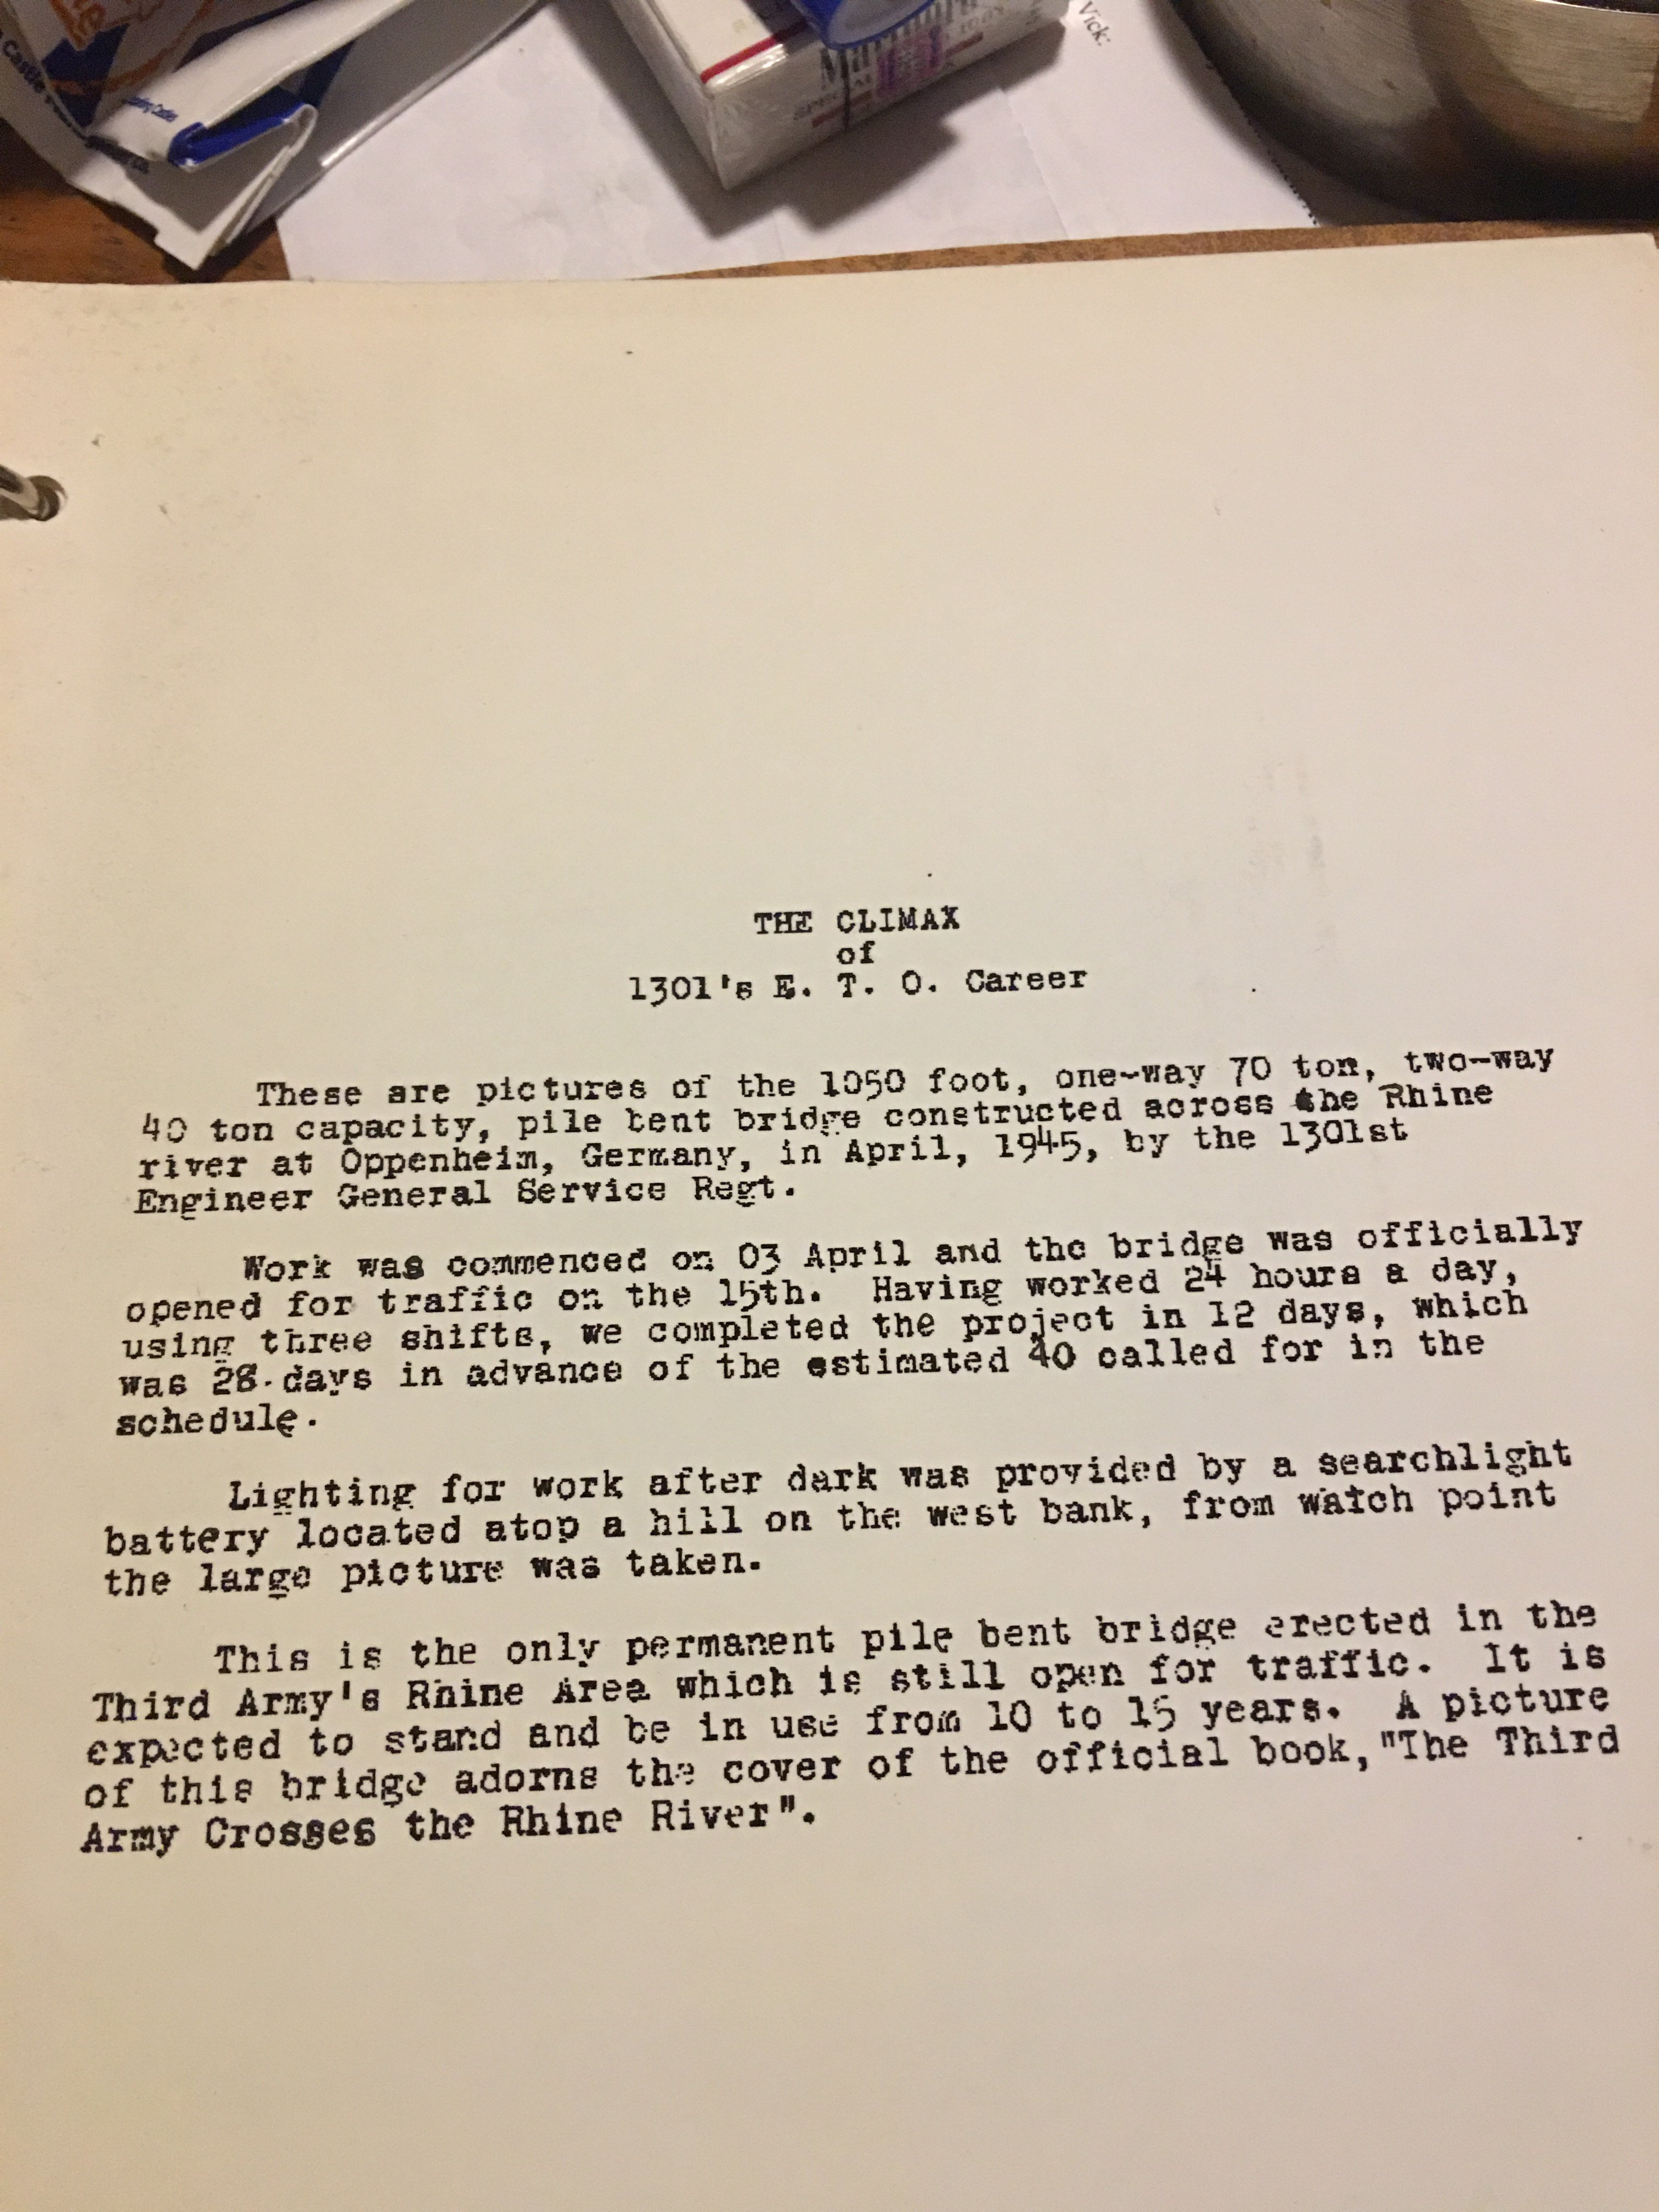 Vick:
THE CLIMAX
of
1301's E. T. O. Career
These are pictures of the 1050 foot, one-way 70 ton, two-way
40 ton capacity, pile bent bridge constructed across the Rhine
river at Oppenheim, Germany, in April, 1945, by the 1301st
Engineer General Service Regt.
Work was commenced on 03 April and the bridge was officially
opened for traffic on the 15th. Having worked 24 hours a day,
using three shifts, we completed the project in 12 days, which
was 28 days in advance of the estimated 40 called for in the
schedule.
Lighting for work after dark was provided by a searchlight
battery located atop a hill on the west bank, from watch point
the large picture was taken.
This is the only permanent pile bent bridge erected in the
Third Army's Rhine Area which is still open for traffic. It is
expected to stand and be in use from 10 to 15 years. A picture
of this bridge adorns the cover of the official book, "The Third
Army Crosses the Rhine River".